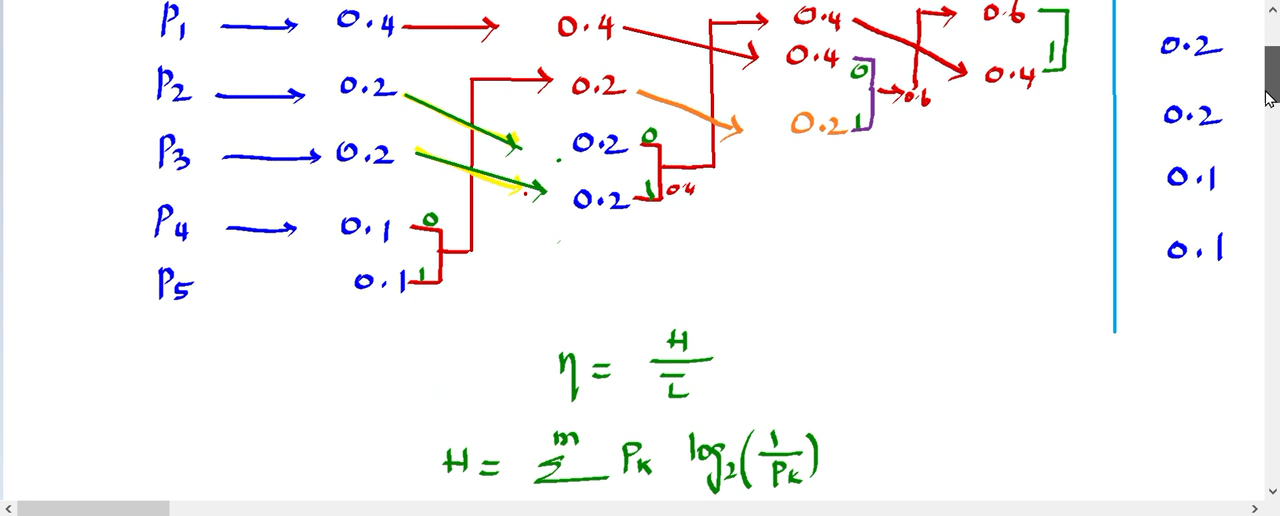 P1 0.4 0.4 0.4 0.6
0.4 0 1 0.4
P2 0.2 0.2 0.6 0.2
0.2 1
P3 0.2 0.2 0 0.2
0.2 1 0.4
P4 0.1 0 0.1
P5 0.1 1 0.1
η = H / L̄
H = Σ^m PK log2(1/PK)